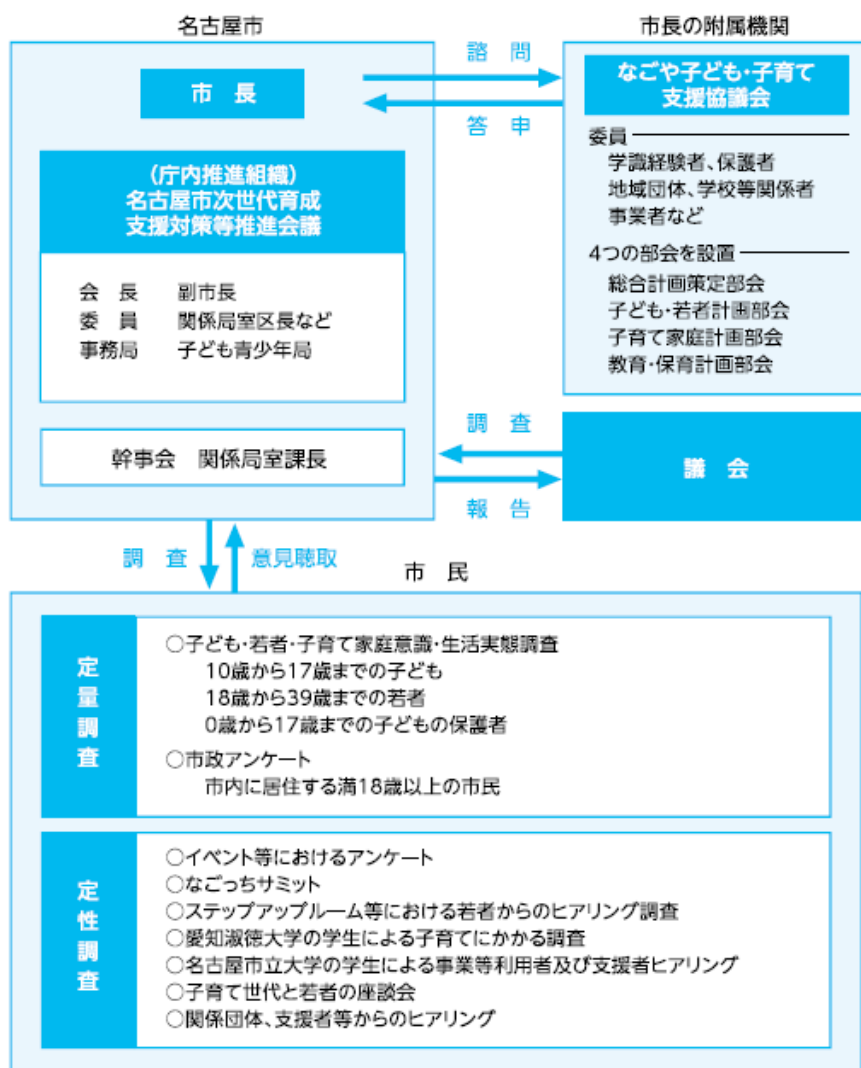 名古屋市
市 長
(庁内推進組織)
名古屋市次世代育成
支援対策等推進会議
会 長 副市長
委 員 関係局室区長など
事務局 子ども青少年局
幹事会 関係局室課長
諮 問
答 申
市長の附属機関
なごや子ども・子育て
支援協議会
委員
学識経験者、保護者
地域団体、学校等関係者
事業者など
4つの部会を設置
総合計画策定部会
子ども・若者計画部会
子育て家庭計画部会
教育・保育計画部会
調 査
報 告
議 会
調 査
意見聴取
市 民
定量調査
○子ども・若者・子育て家庭意識・生活実態調査
10歳から17歳までの子ども
18歳から39歳までの若者
0歳から17歳までの子どもの保護者
○市政アンケート
市内に居住する満18歳以上の市民
定性調査
○イベント等におけるアンケート
○なごっちサミット
○ステップアップルーム等における若者からのヒアリング調査
○愛知淑徳大学の学生による子育てにかかる調査
○名古屋市立大学の学生による事業等利用者及び支援者ヒアリング
○子育て世代と若者の座談会
○関係団体、支援者等からのヒアリング